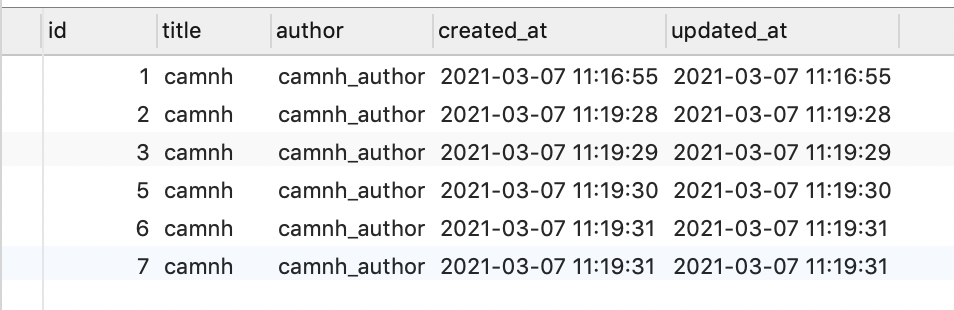 id title author created_at updated_at
1 camnh camnh_author 2021-03-07 11:16:55 2021-03-07 11:16:55
2 camnh camnh_author 2021-03-07 11:19:28 2021-03-07 11:19:28
3 camnh camnh_author 2021-03-07 11:19:29 2021-03-07 11:19:29
5 camnh camnh_author 2021-03-07 11:19:30 2021-03-07 11:19:30
6 camnh camnh_author 2021-03-07 11:19:31 2021-03-07 11:19:31
7 camnh camnh_author 2021-03-07 11:19:31 2021-03-07 11:19:31